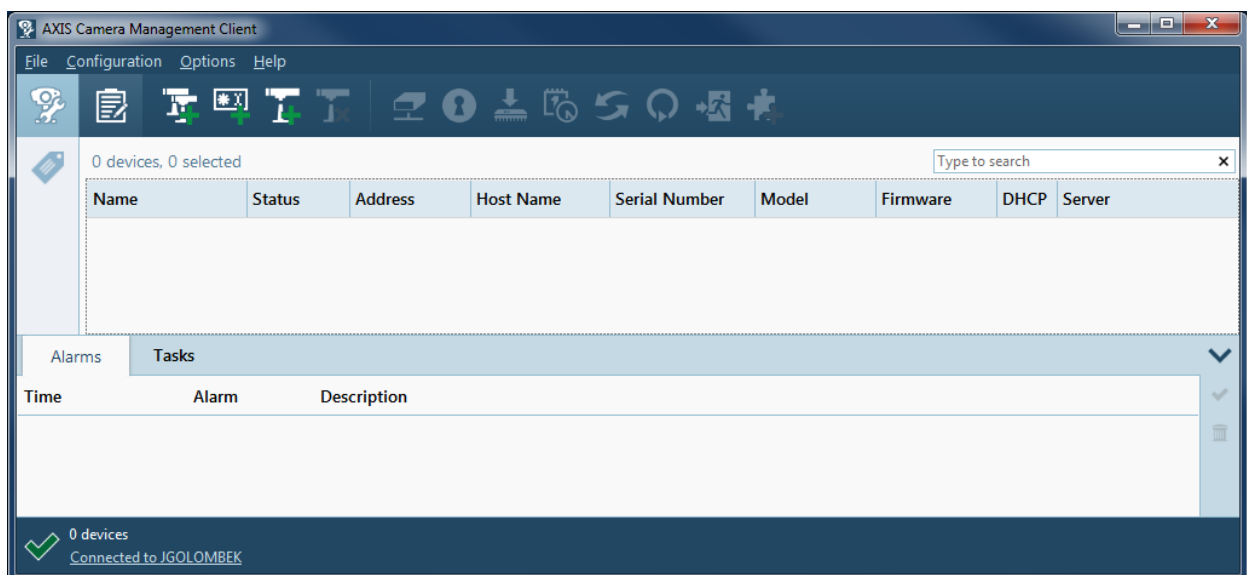 AXIS Camera Management Client
File Configuration Options Help
0 devices, 0 selected
Type to search
Name Status Address Host Name Serial Number Model Firmware DHCP Server
Alarms Tasks
Time Alarm Description
0 devices
Connected to JGOLOMBEK